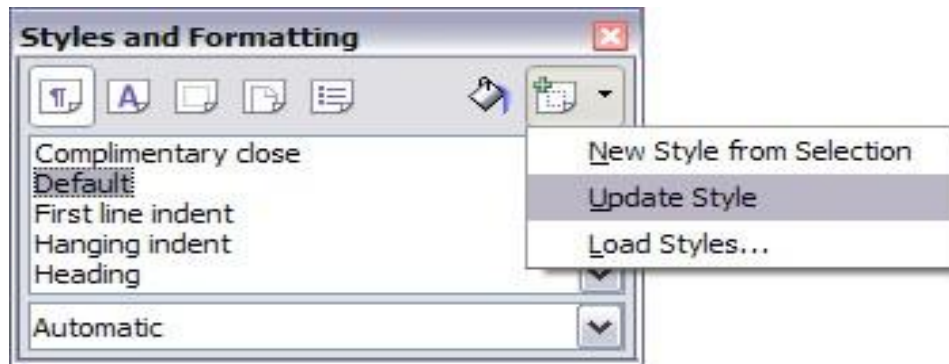 Styles and Formatting
Complimentary close
Default
First line indent
Hanging indent
Heading
Automatic
New Style from Selection
Update Style
Load Styles...